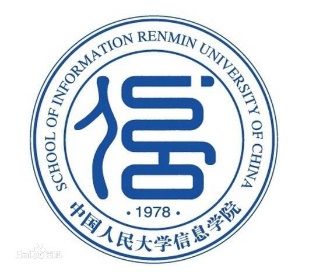 SCHOOL OF INFORMATION RENMIN UNIVERSITY OF CHINA
信
·1978·
中国人民大学信息学院